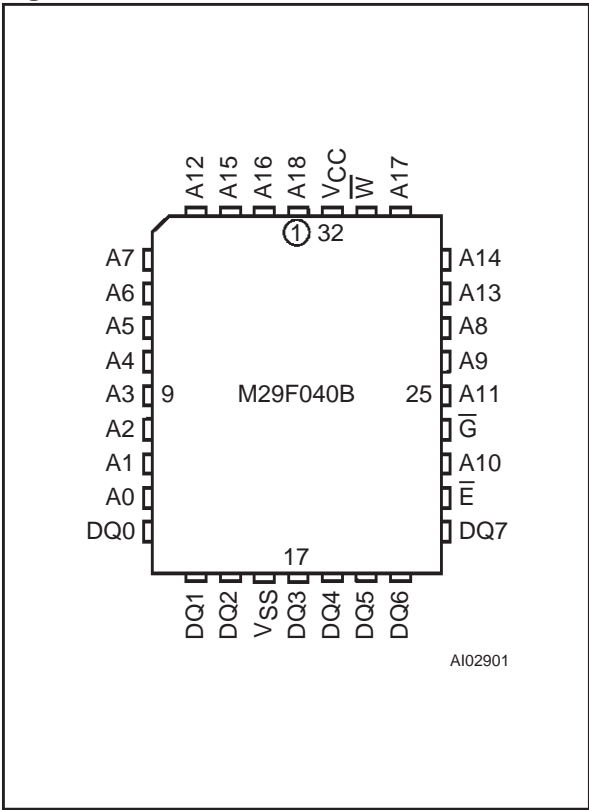 A12 A15 A16 A18 VCC W̅ A17
1 32
A7 A14
A6 A13
A5 A8
A4 A9
A3 9 M29F040B 25 A11
A2 G̅
A1 A10
A0 E̅
DQ0 DQ7
17
DQ1 DQ2 VSS DQ3 DQ4 DQ5 DQ6
AI02901